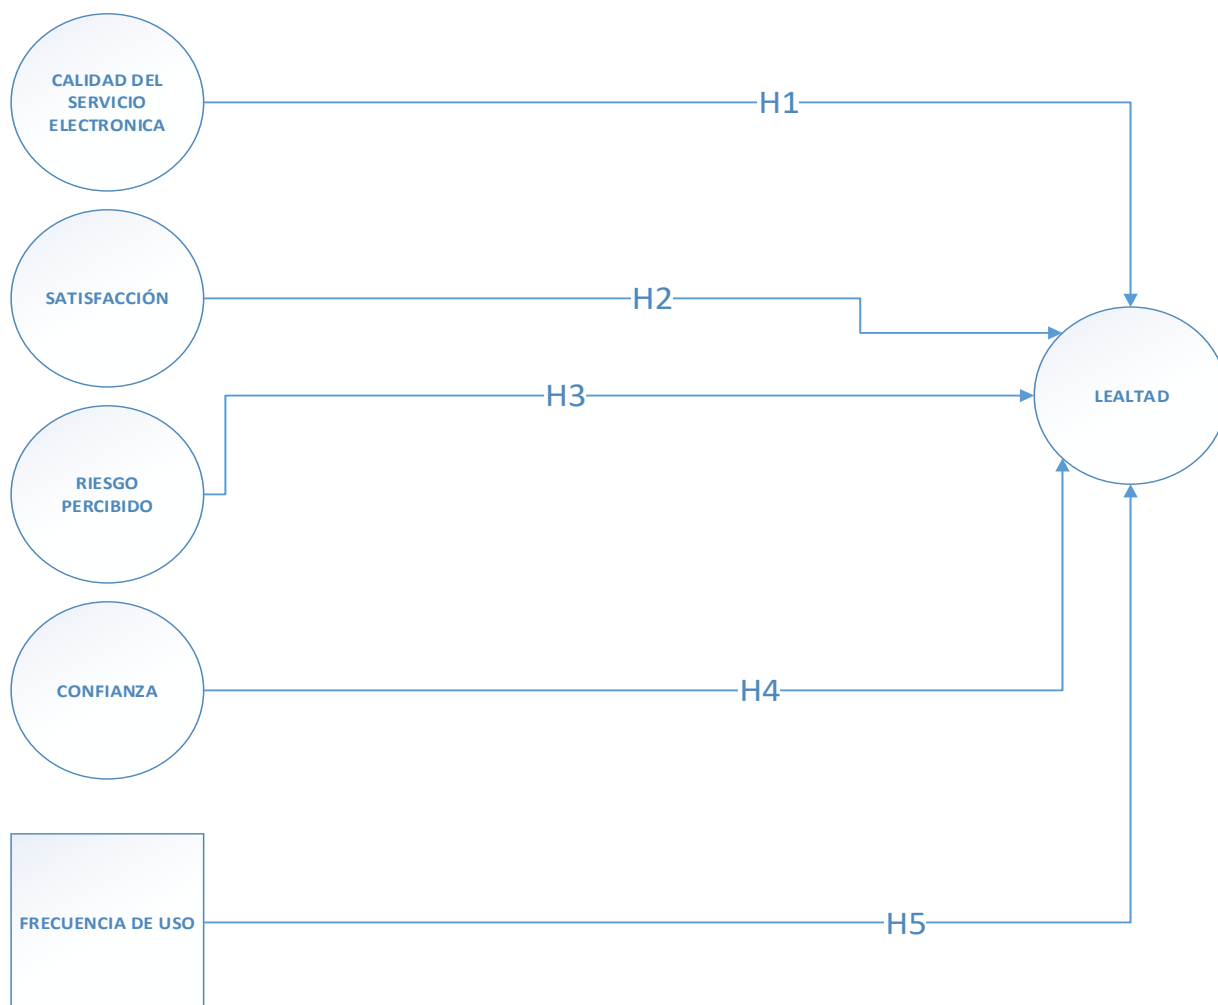 CALIDAD DEL
SERVICIO
ELECTRONICA
H1
SATISFACCIÓN
H2
H3
LEALTAD
RIESGO
PERCIBIDO
CONFIANZA
H4
FRECUENCIA DE USO
H5